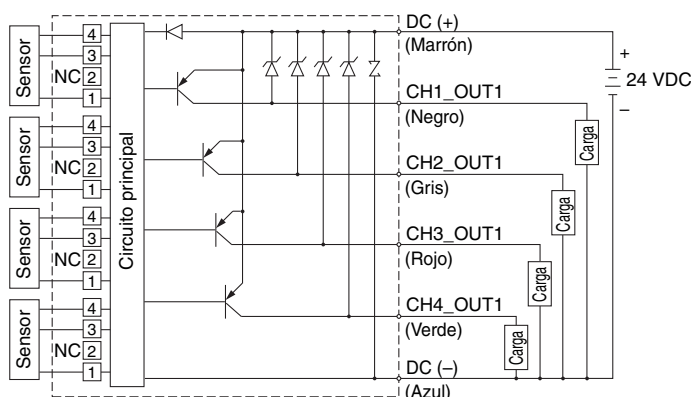 Sensor
4
3
NC 2
1
Sensor
4
3
NC 2
1
Sensor
4
3
NC 2
1
Sensor
4
3
NC 2
1
Circuito principal
DC (+)
(Marrón)
CH1_OUT1
(Negro)
CH2_OUT1
(Gris)
CH3_OUT1
(Rojo)
CH4_OUT1
(Verde)
DC (–)
(Azul)
Carga
Carga
Carga
Carga
+
24 VDC
–